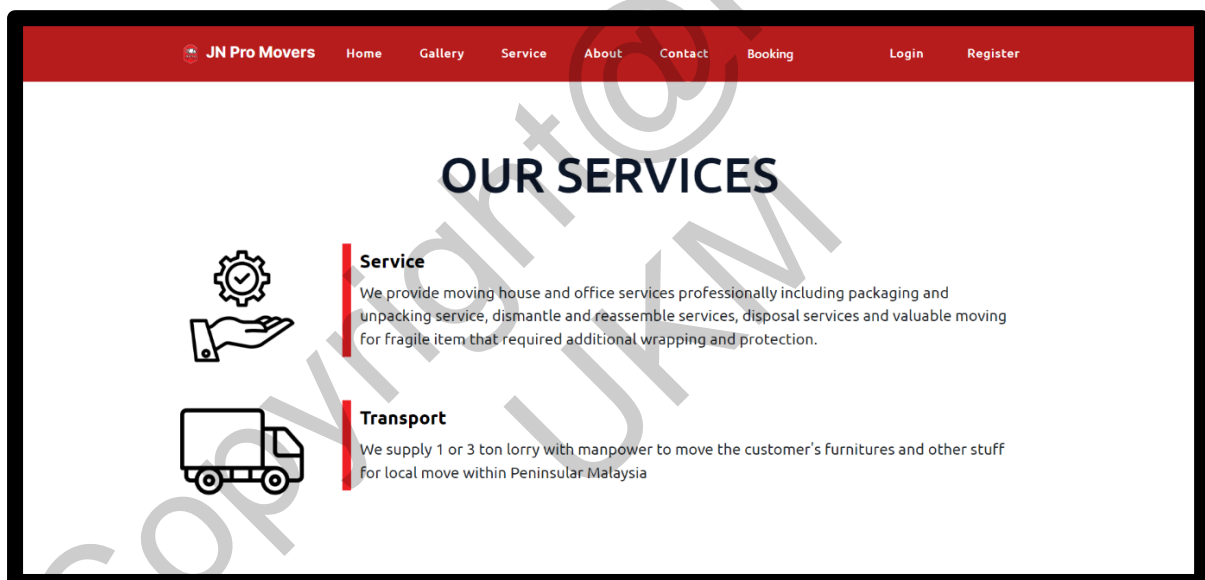 JN Pro Movers Home Gallery Service About Contact Booking Login Register
OUR SERVICES
Service
We provide moving house and office services professionally including packaging and
unpacking service, dismantle and reassemble services, disposal services and valuable moving
for fragile item that required additional wrapping and protection.
Transport
We supply 1 or 3 ton lorry with manpower to move the customer's furnitures and other stuff
for local move within Peninsular Malaysia
Copyright@
UKM